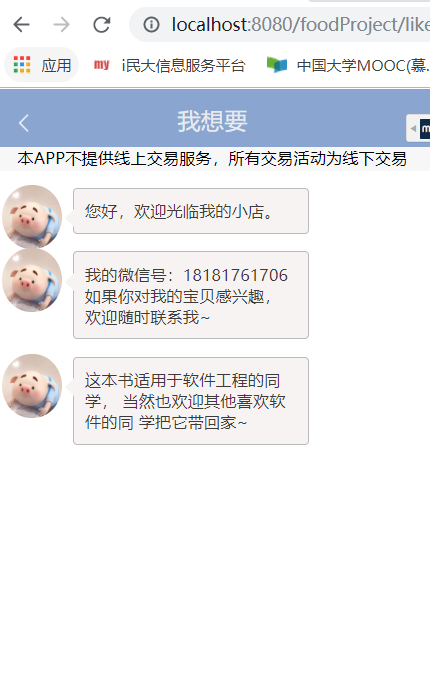 localhost:8080/foodProject/like
应用 my i民大信息服务平台 中国大学MOOC(慕.
我想要
本APP不提供线上交易服务，所有交易活动为线下交易
您好，欢迎光临我的小店。
我的微信号：18181761706
如果你对我的宝贝感兴趣，
欢迎随时联系我~
这本书适用于软件工程的同
学， 当然也欢迎其他喜欢软
件的同 学把它带回家~